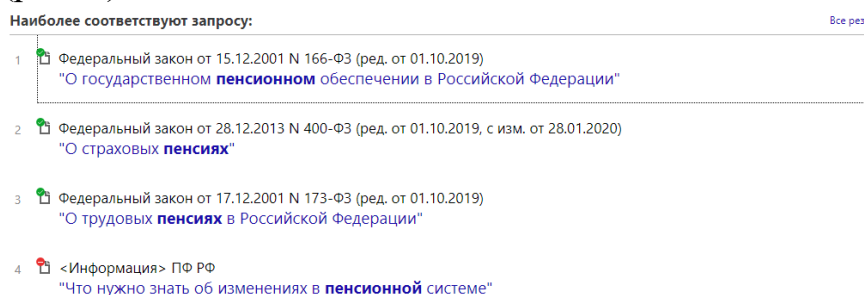 Наиболее соответствуют запросу:
Все рез
1 Федеральный закон от 15.12.2001 N 166-ФЗ (ред. от 01.10.2019)
"О государственном пенсионном обеспечении в Российской Федерации"
2 Федеральный закон от 28.12.2013 N 400-ФЗ (ред. от 01.10.2019, с изм. от 28.01.2020)
"О страховых пенсиях"
3 Федеральный закон от 17.12.2001 N 173-ФЗ (ред. от 01.10.2019)
"О трудовых пенсиях в Российской Федерации"
4 <Информация> ПФ РФ
"Что нужно знать об изменениях в пенсионной системе"